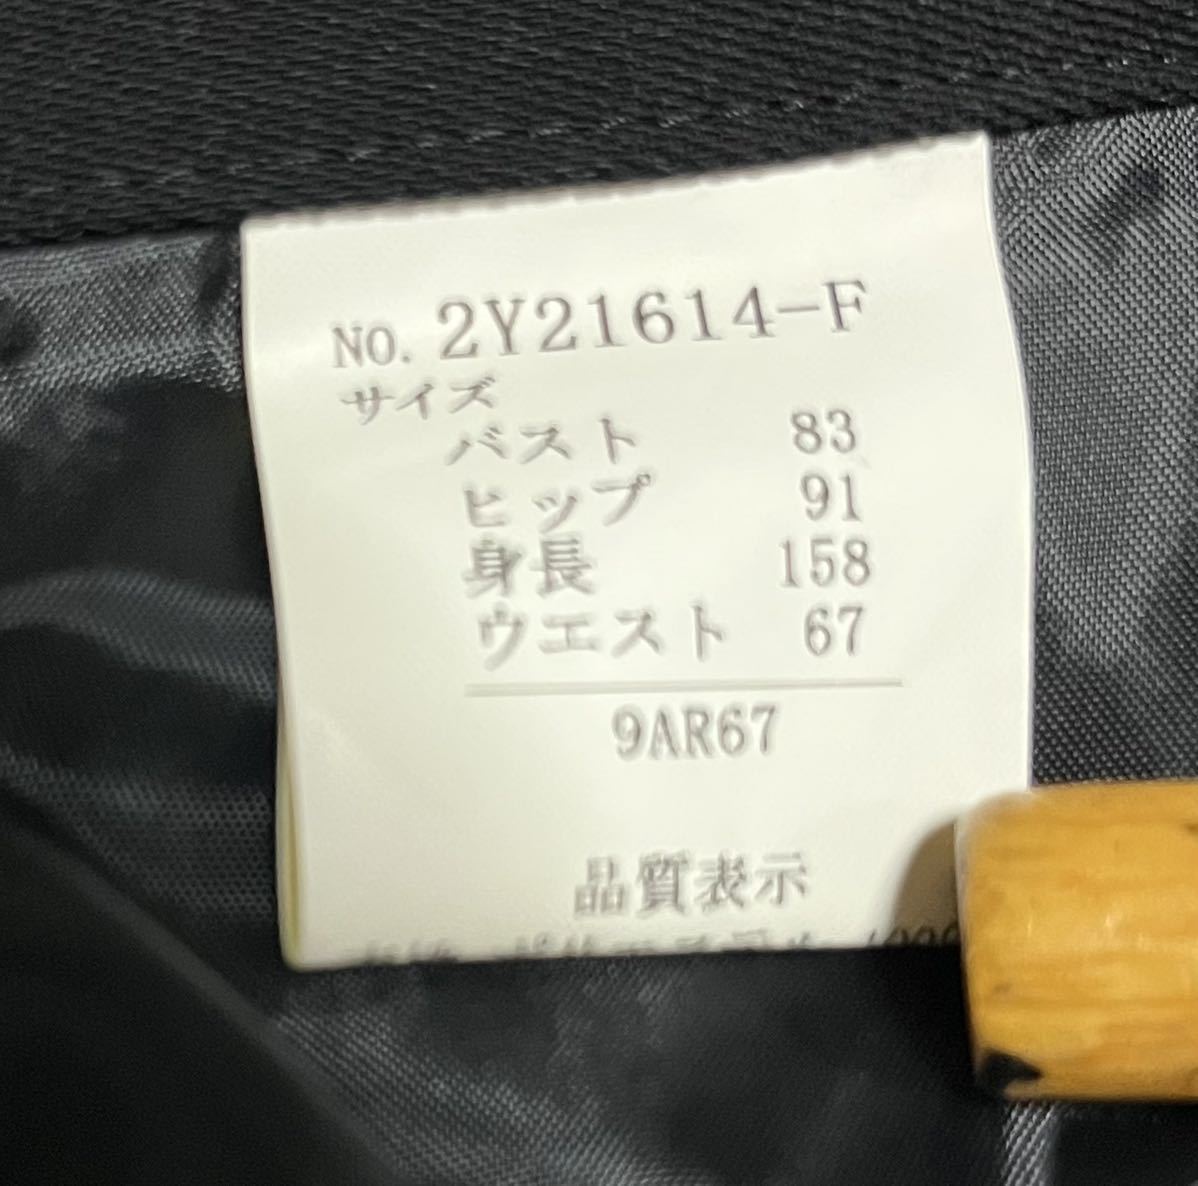 NO. 2Y21614-F
サイズ
バスト 83
ヒップ 91
身長 158
ウエスト 67
9AR67
品質表示